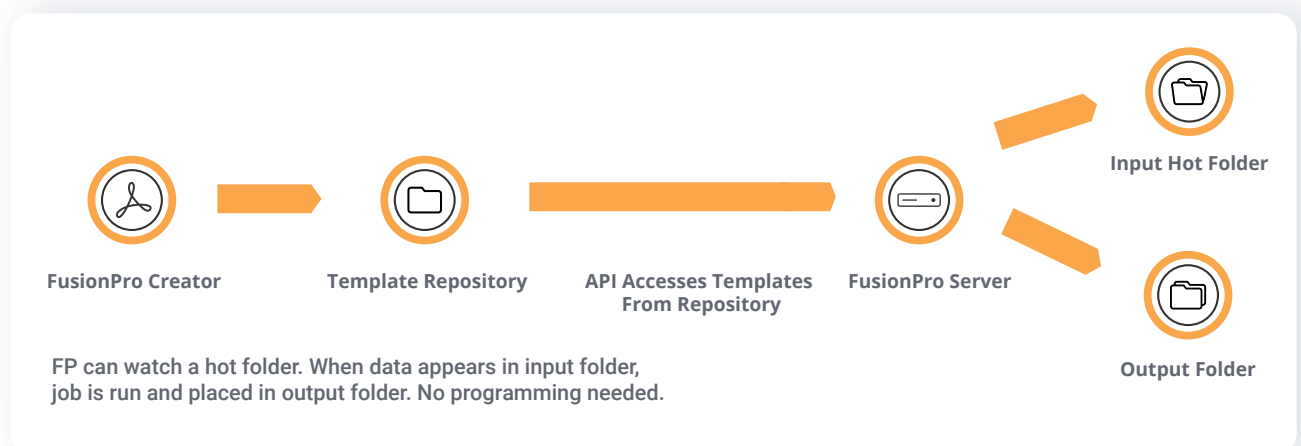 Input Hot Folder
FusionPro Creator
Template Repository
API Accesses Templates
From Repository
FusionPro Server
Output Folder
FP can watch a hot folder. When data appears in input folder,
job is run and placed in output folder. No programming needed.